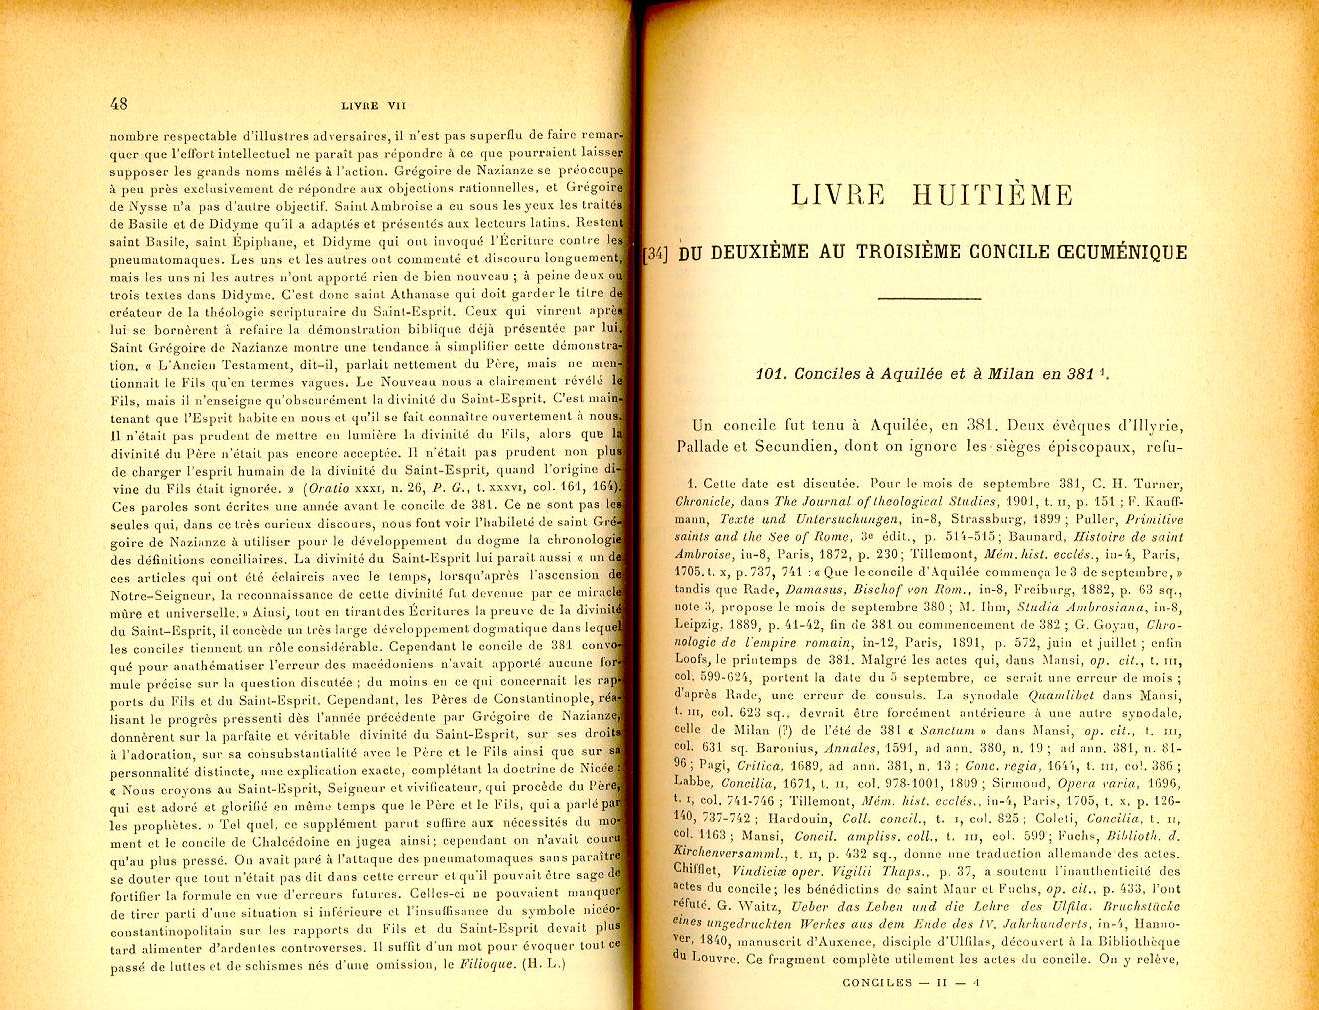 48 LIVRE VII
nombre respectable d'illustres adversaires, il n'est pas superflu de faire remar-
quer que l'effort intellectuel ne paraît pas répondre à ce que pourraient laisser
supposer les grands noms mêlés à l'action. Grégoire de Nazianze se préoccupe
à peu près exclusivement de répondre aux objections rationnelles, et Grégoire
de Nysse n'a pas d'autre objectif. Saint Ambroise a eu sous les yeux les traités
de Basile et de Didyme qu'il a adaptés et présentés aux lecteurs latins. Restent
saint Basile, saint Épiphane, et Didyme qui ont invoqué l'Écriture contre les
pneumatomaques. Les uns et les autres ont commenté et discouru longuement,
mais les uns ni les autres n'ont apporté rien de bien nouveau ; à peine deux ou
trois textes dans Didyme. C'est donc saint Athanase qui doit garder le titre de
créateur de la théologie scripturaire du Saint-Esprit. Ceux qui vinrent après
lui se bornèrent à refaire la démonstration biblique déjà présentée par lui.
Saint Grégoire de Nazianze montre une tendance à simplifier cette démonstra-
tion. « L'Ancien Testament, dit-il, parlait nettement du Père, mais ne men-
tionnait le Fils qu'en termes vagues. Le Nouveau nous a clairement révélé le
Fils, mais il n'enseigne qu'obscurément la divinité du Saint-Esprit. C'est main-
tenant que l'Esprit habite en nous et qu'il se fait connaître ouvertement à nous.
Il n'était pas prudent de mettre en lumière la divinité du Fils, alors que la
divinité du Père n'était pas encore acceptée. Il n'était pas prudent non plus
de charger l'esprit humain de la divinité du Saint-Esprit, quand l'origine di-
vine du Fils était ignorée. » (Oratio XXXI, n. 26, P. G., t. XXXVI, col. 161, 164).
Ces paroles sont écrites une année avant le concile de 381. Ce ne sont pas les
seules qui, dans ce très curieux discours, nous font voir l'habileté de saint Gré-
goire de Nazianze à utiliser pour le développement du dogme la chronologie
des définitions conciliaires. La divinité du Saint-Esprit lui parait aussi « un de
ces articles qui ont été éclaircis avec le temps, lorsqu'après l'ascension de
Notre-Seigneur, la reconnaissance de cette divinité fut devenue par ce miracle
mûre et universelle. » Ainsi, tout en tirant des Écritures la preuve de la divinité
du Saint-Esprit, il concède un très large développement dogmatique dans lequel
les conciles tiennent un rôle considérable. Cependant le concile de 381 convo-
qué pour anathématiser l'erreur des macédoniens n'avait apporté aucune for-
mule précise sur la question discutée ; du moins en ce qui concernait les rap-
ports du Fils et du Saint-Esprit. Cependant, les Pères de Constantinople, réa-
lisant le progrès pressenti dès l'année précédente par Grégoire de Nazianze,
donnèrent sur la parfaite et véritable divinité du Saint-Esprit, sur ses droits
à l'adoration, sur sa consubstantialité avec le Père et le Fils ainsi que sur sa
personnalité distincte, une explication exacte, complétant la doctrine de Nicée :
« Nous croyons au Saint-Esprit, Seigneur et vivificateur, qui procède du Père,
qui est adoré et glorifié en même temps que le Père et le Fils, qui a parlé par
les prophètes. » Tel quel, ce supplément parut suffire aux nécessités du mo-
ment et le concile de Chalcédoine en jugea ainsi ; cependant on n'avait couru
qu'au plus pressé. On avait paré à l'attaque des pneumatomaques sans paraître
se douter que tout n'était pas dit dans cette erreur et qu'il pouvait être sage de
fortifier la formule en vue d'erreurs futures. Celles-ci ne pouvaient manquer
de tirer parti d'une situation si inférieure et l'insuffisance du symbole nicéo-
constantinopolitain sur les rapports du Fils et du Saint-Esprit devait plus
tard alimenter d'ardentes controverses. Il suffit d'un mot pour évoquer tout ce
passé de luttes et de schismes nés d'une omission, le Filioque. (H. L.)
LIVRE HUITIÈME
[34] DU DEUXIÈME AU TROISIÈME CONCILE ŒCUMÉNIQUE
101. Conciles à Aquilée et à Milan en 381 1.
Un concile fut tenu à Aquilée, en 381. Deux évêques d'Illyrie,
Pallade et Secundien, dont on ignore les sièges épiscopaux, refu-
1. Cette date est discutée. Pour le mois de septembre 381, C. H. Turner,
Chronicle, dans The Journal of theological Studies, 1901, t. II, p. 151 ; F. Kauff-
mann, Texte und Untersuchungen, in-8, Strassburg, 1899 ; Puller, Primitive
saints and the See of Rome, 3e édit., p. 514-515 ; Baunard, Histoire de saint
Ambroise, in-8, Paris, 1872, p. 230 ; Tillemont, Mém. hist. ecclés., in-4, Paris,
1705. t. X, p. 737, 741 : « Que le concile d'Aquilée commença le 3 de septembre, »
tandis que Rade, Damasus, Bischof von Rom., in-8, Freiburg, 1882, p. 63 sq.,
note 3, propose le mois de septembre 380 ; M. Ihm, Studia Ambrosiana, in-8,
Leipzig. 1889, p. 41-42, fin de 381 ou commencement de 382 ; G. Goyau, Chro-
nologie de l'empire romain, in-12, Paris, 1891, p. 572, juin et juillet ; enfin
Loofs, le printemps de 381. Malgré les actes qui, dans Mansi, op. cit., t. III,
col. 599-624, portent la date du 5 septembre, ce serait une erreur de mois ;
d'après Rade, une erreur de consuls. La synodale Quamlibet dans Mansi,
t. III, col. 623 sq., devrait être forcément antérieure à une autre synodale,
celle de Milan (?) de l'été de 381 « Sanctum » dans Mansi, op. cit., t. III,
col. 631 sq. Baronius, Annales, 1591, ad ann. 380, n. 19 ; ad ann. 381, n. 81-
96 ; Pagi, Critica, 1689, ad ann. 381, n. 13 ; Conc. regia, 1644, t. III, col. 386 ;
Labbe, Concilia, 1671, t. II, col. 978-1001, 1809 ; Sirmond, Opera varia, 1696,
t. I, col. 741-746 ; Tillemont, Mém. hist. ecclés., in-4, Paris, 1705, t. X, p. 126-
140, 737-742 ; Hardouin, Coll. concil., t. I, col. 825 ; Coleti, Concilia, t. II,
col. 1163 ; Mansi, Concil. ampliss. coll., t. III, col. 599 ; Fuchs, Biblioth. d.
Kirchenversamml., t. II, p. 432 sq., donne une traduction allemande des actes.
Chifflet, Vindiciæ oper. Vigilii Thaps., p. 37, a soutenu l'inauthenticité des
actes du concile ; les bénédictins de saint Maur et Fuchs, op. cit., p. 433, l'ont
réfuté. G. Waitz, Ueber das Leben und die Lehre des Ulfila. Bruchstücke
eines ungedruckten Werkes aus dem Ende des IV. Jahrhunderts, in-4, Hanno-
ver, 1840, manuscrit d'Auxence, disciple d'Ulfilas, découvert à la Bibliothèque
du Louvre. Ce fragment complète utilement les actes du concile. On y relève,
CONCILES — II — 4